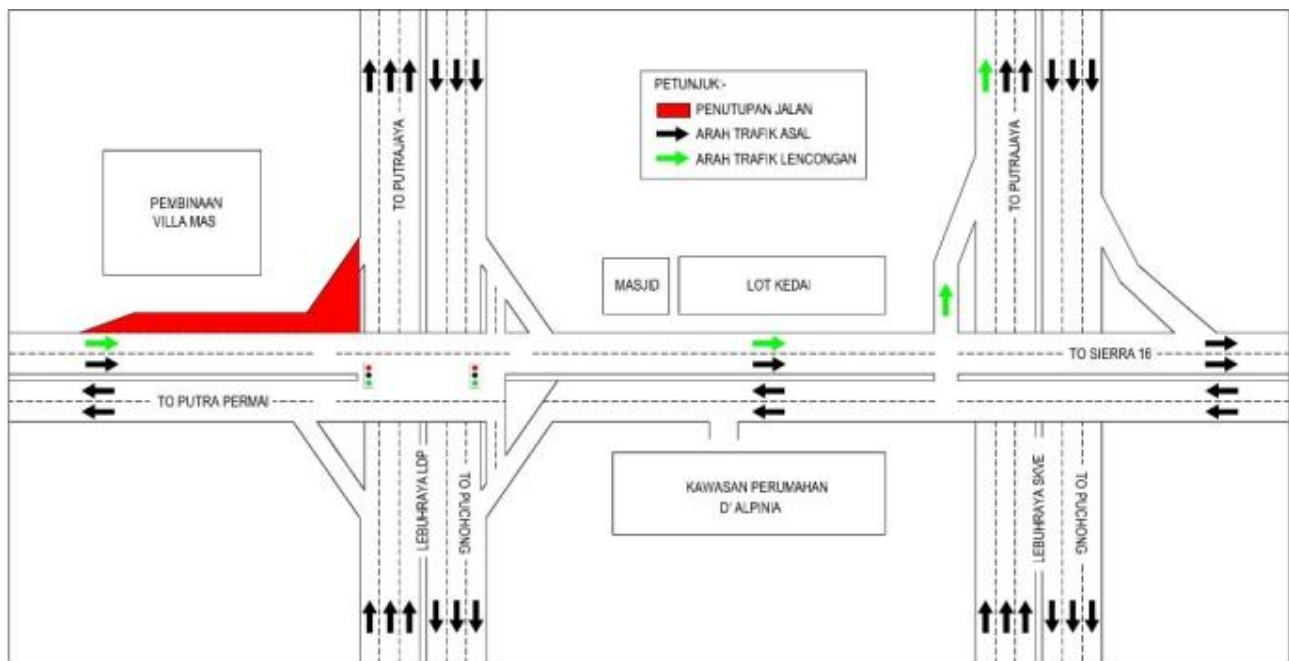 PETUNJUK:-
PENUTUPAN JALAN
ARAH TRAFIK ASAL
ARAH TRAFIK LENCONGAN
TO PUTRAJAYA
TO PUTRAJAYA
PEMBINAAN
VILLA MAS
MASJID
LOT KEDAI
TO SIERRA 16
TO PUTRA PERMAI
LEBUHRAYA LDP
TO PUCHONG
KAWASAN PERUMAHAN
D' ALPINIA
LEBUHRAYA SKVE
TO PUCHONG